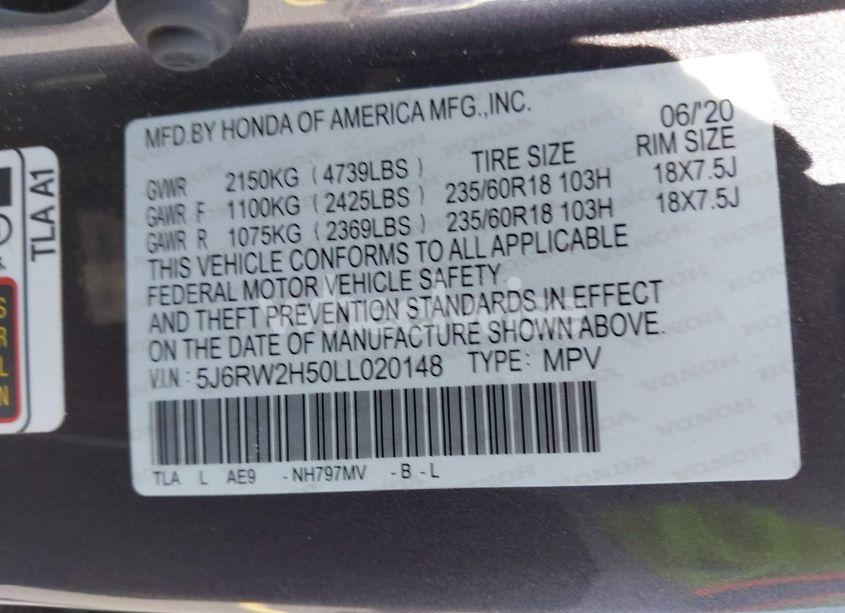 MFD.BY HONDA OF AMERICA MFG.,INC. 06/'20
GVWR 2150KG (4739LBS) TIRE SIZE RIM SIZE
GAWR F 1100KG (2425LBS) 235/60R18 103H 18X7.5J
GAWR R 1075KG (2369LBS) 235/60R18 103H 18X7.5J
THIS VEHICLE CONFORMS TO ALL APPLICABLE
FEDERAL MOTOR VEHICLE SAFETY
AND THEFT PREVENTION STANDARDS IN EFFECT
ON THE DATE OF MANUFACTURE SHOWN ABOVE.
V.I.N.: 5J6RW2H50LL020148 TYPE: MPV
TLA L AE9 -NH797MV -B-L
TLA A1